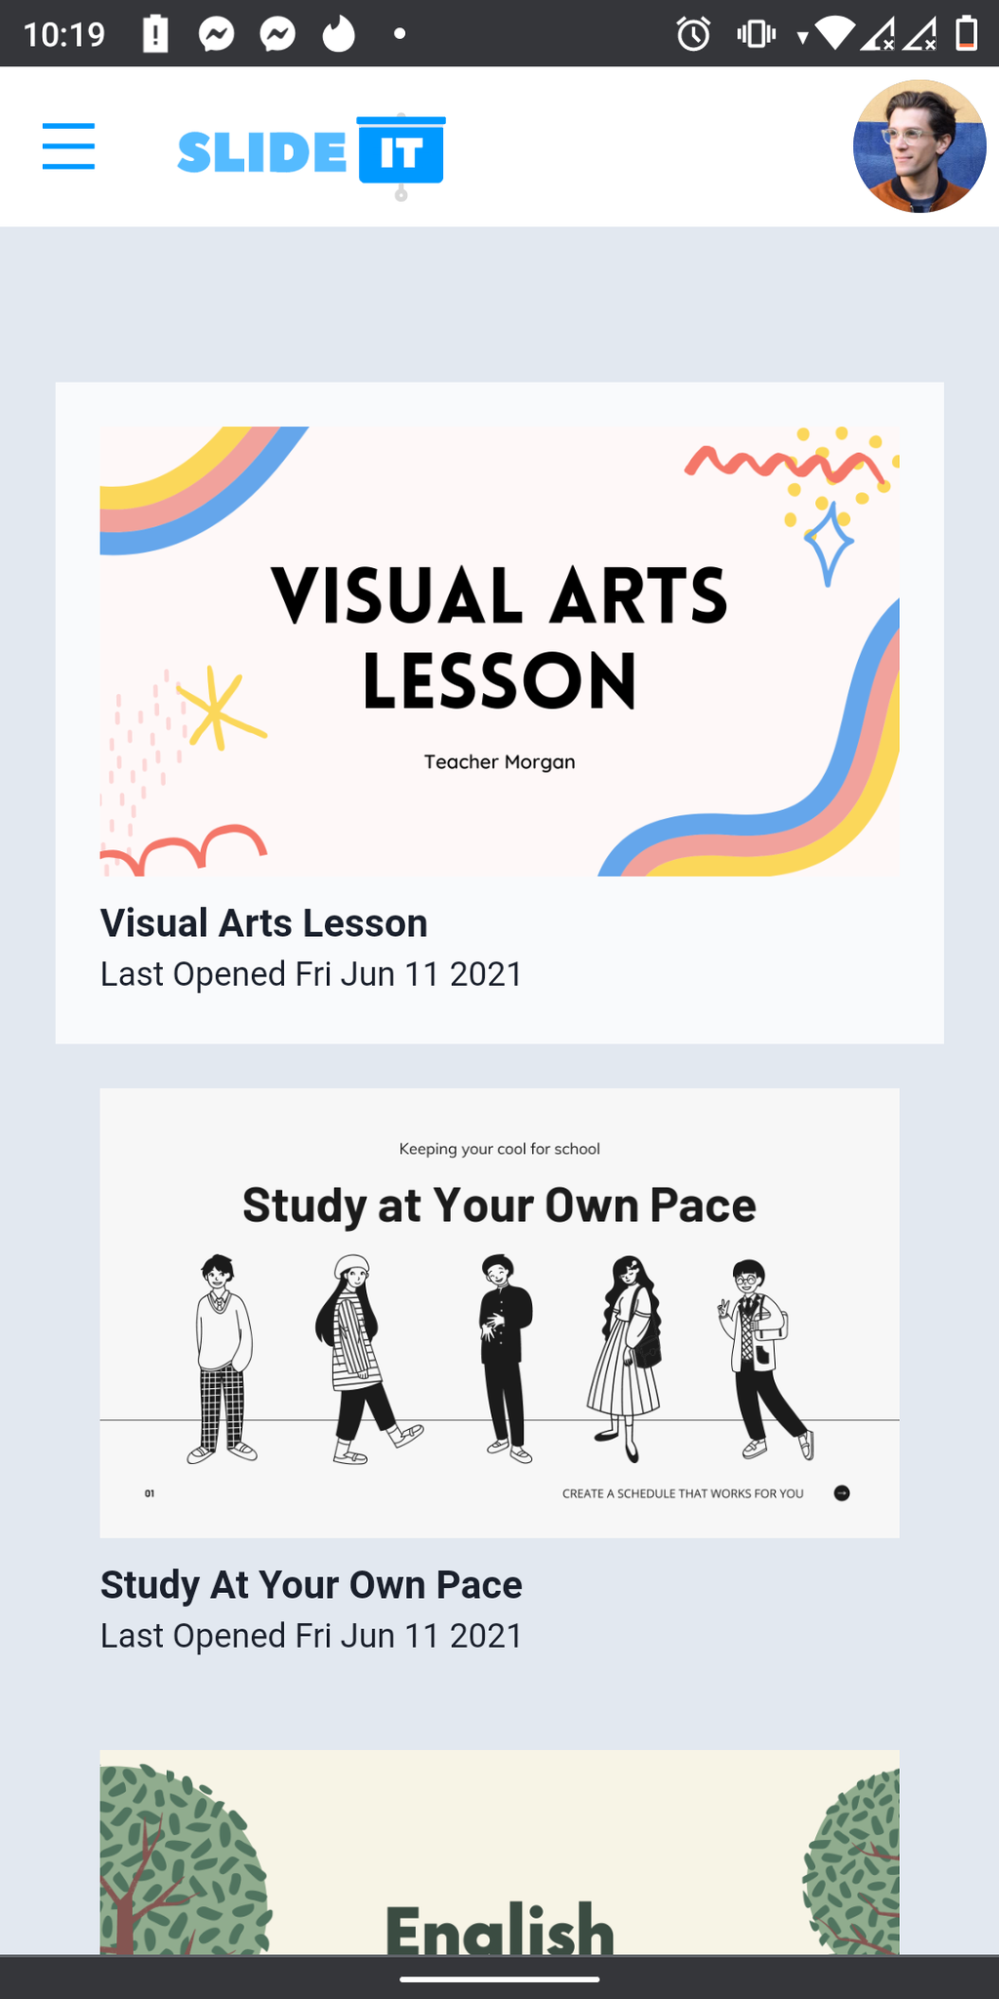 10:19
SLIDE IT
VISUAL ARTS
LESSON
Teacher Morgan
Visual Arts Lesson
Last Opened Fri Jun 11 2021
Keeping your cool for school
Study at Your Own Pace
01
CREATE A SCHEDULE THAT WORKS FOR YOU
Study At Your Own Pace
Last Opened Fri Jun 11 2021
English